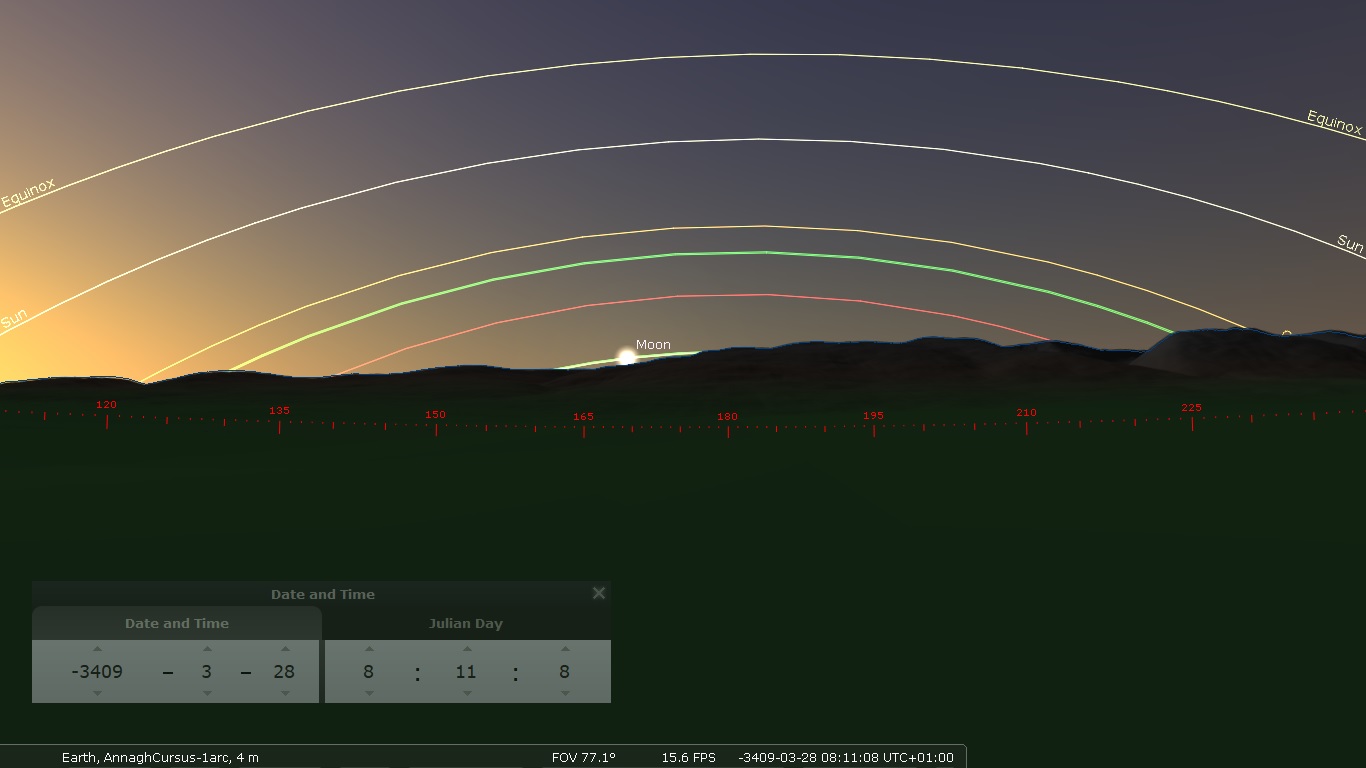 Equinox
Equinox
Sun
Sun
Moon
120 135 150 165 180 195 210 225
Date and Time
Date and Time Julian Day
-3409 – 3 – 28 8 : 11 : 8
Earth, AnnaghCursus-1arc, 4 m FOV 77.1° 15.6 FPS -3409-03-28 08:11:08 UTC+01:00